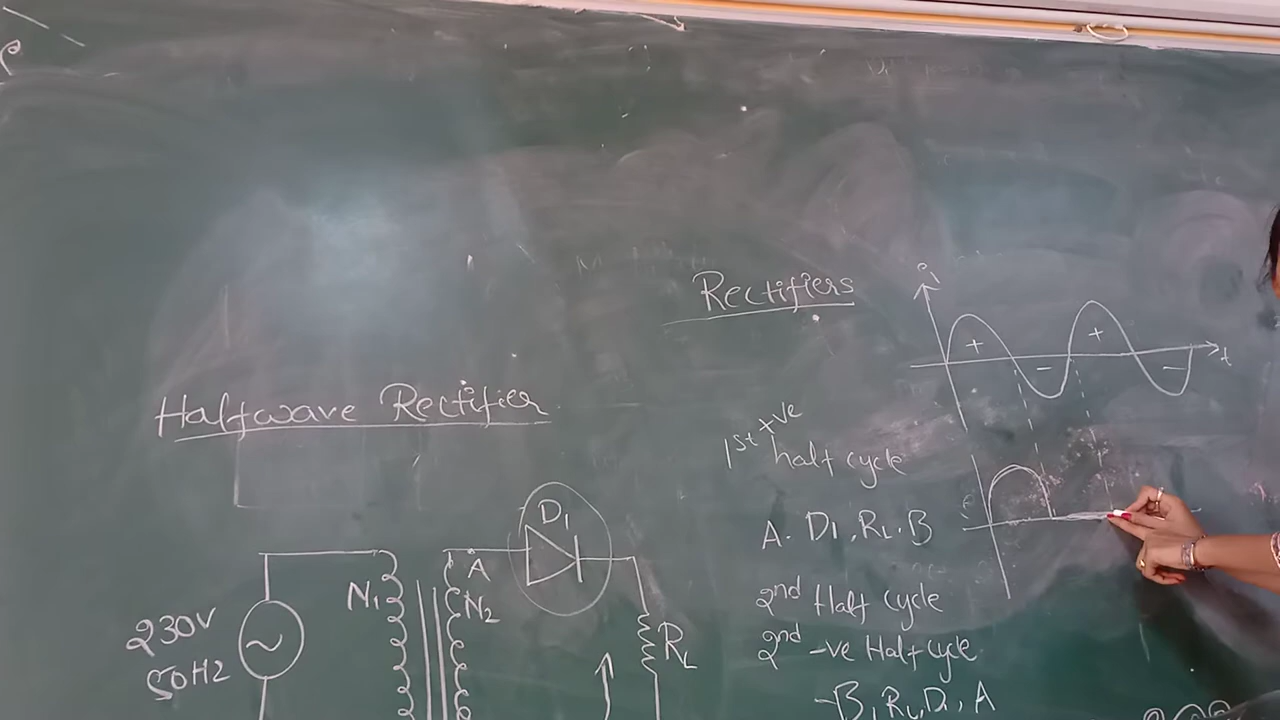 Rectifiers
Halfwave Rectifier
230V
50HZ
N1
A
N2
D1
RL
1st +ve
half cycle
A. D1, RL. B
2nd Half cycle
2nd -ve Half cycle
-B, RL, D1, A
+
-
+
-
t